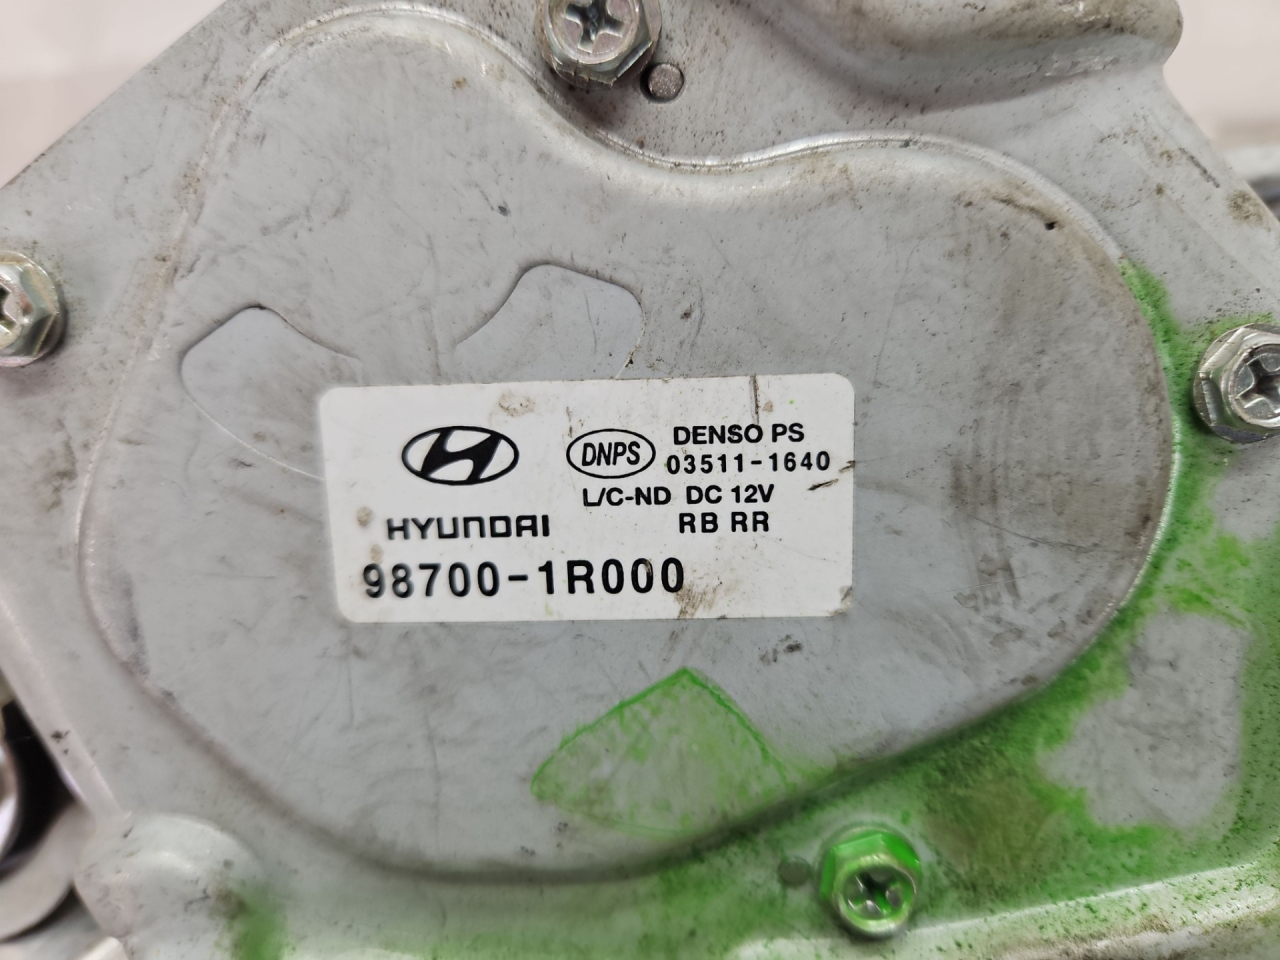 DNPS DENSO PS
03511-1640
L/C-ND DC 12V
HYUNDAI RB RR
98700-1R000